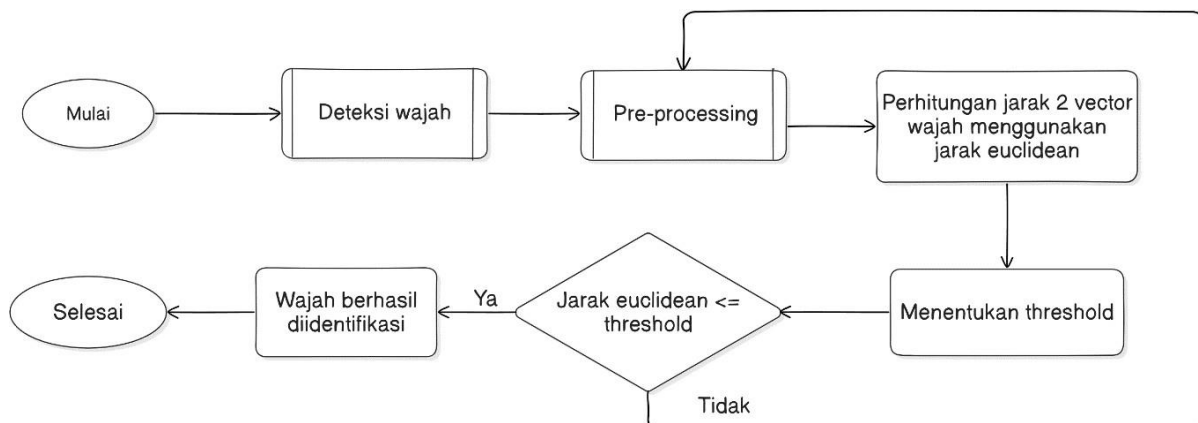 Mulai
Deteksi wajah
Pre-processing
Perhitungan jarak 2 vector
wajah menggunakan
jarak euclidean
Menentukan threshold
Jarak euclidean <=
threshold
Ya
Tidak
Wajah berhasil
diidentifikasi
Selesai